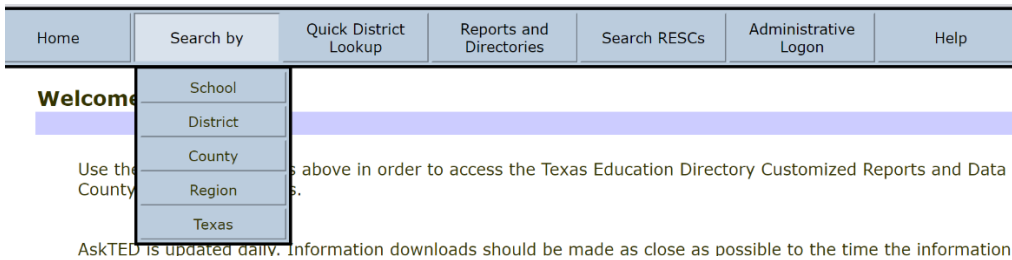 Home Search by Quick District Lookup Reports and Directories Search RESCs Administrative Logon Help
School
District
County
Region
Texas
Welcome
Use the above in order to access the Texas Education Directory Customized Reports and Data
County
AskTED is updated daily. Information downloads should be made as close as possible to the time the information